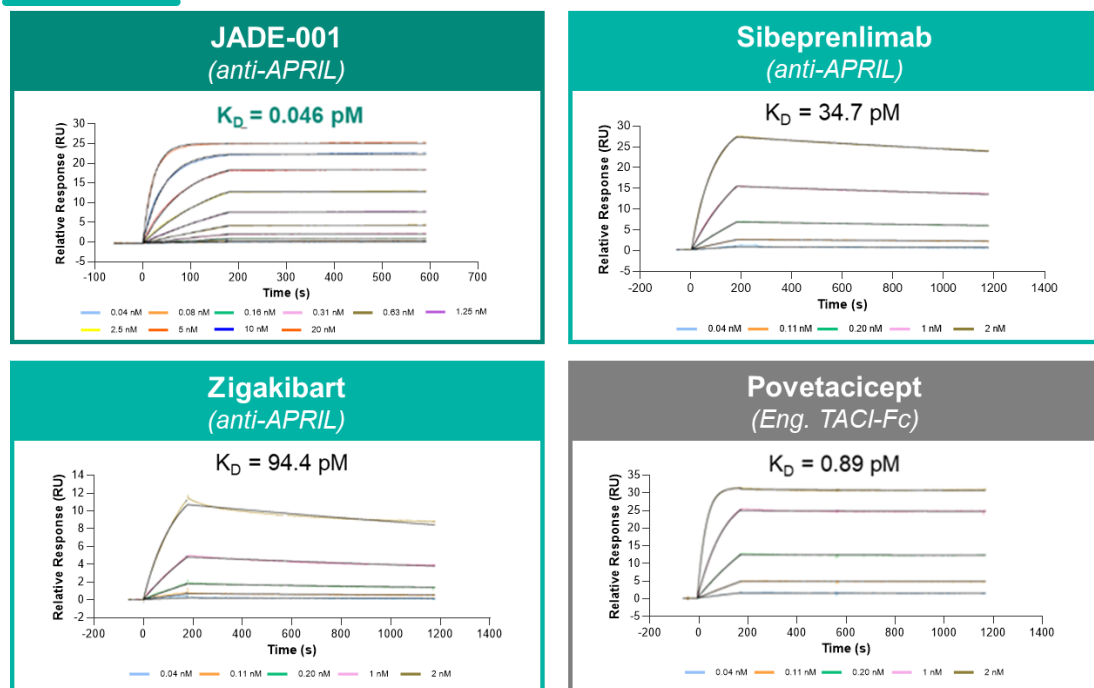 JADE-001
(anti-APRIL)
K_D = 0.046 pM
Relative Response (RU)
30
25
20
15
10
5
0
-5
-100 0 100 200 300 400 500 600 700
Time (s)
0.04 nM 0.08 nM 0.16 nM 0.31 nM 0.63 nM 1.25 nM
2.5 nM 5 nM 10 nM 20 nM
Sibeprenlimab
(anti-APRIL)
K_D = 34.7 pM
Relative Response (RU)
30
25
20
15
10
5
0
-5
-200 0 200 400 600 800 1000 1200 1400
Time (s)
0.04 nM 0.11 nM 0.20 nM 1 nM 2 nM
Zigakibart
(anti-APRIL)
K_D = 94.4 pM
Relative Response (RU)
14
12
10
8
6
4
2
0
-2
-200 0 200 400 600 800 1000 1200 1400
Time (s)
0.04 nM 0.11 nM 0.20 nM 1 nM 2 nM
Povetacicept
(Eng. TACI-Fc)
K_D = 0.89 pM
Relative Response (RU)
35
30
25
20
15
10
5
0
-5
-200 0 200 400 600 800 1000 1200 1400
Time (s)
0.04 nM 0.11 nM 0.20 nM 1 nM 2 nM